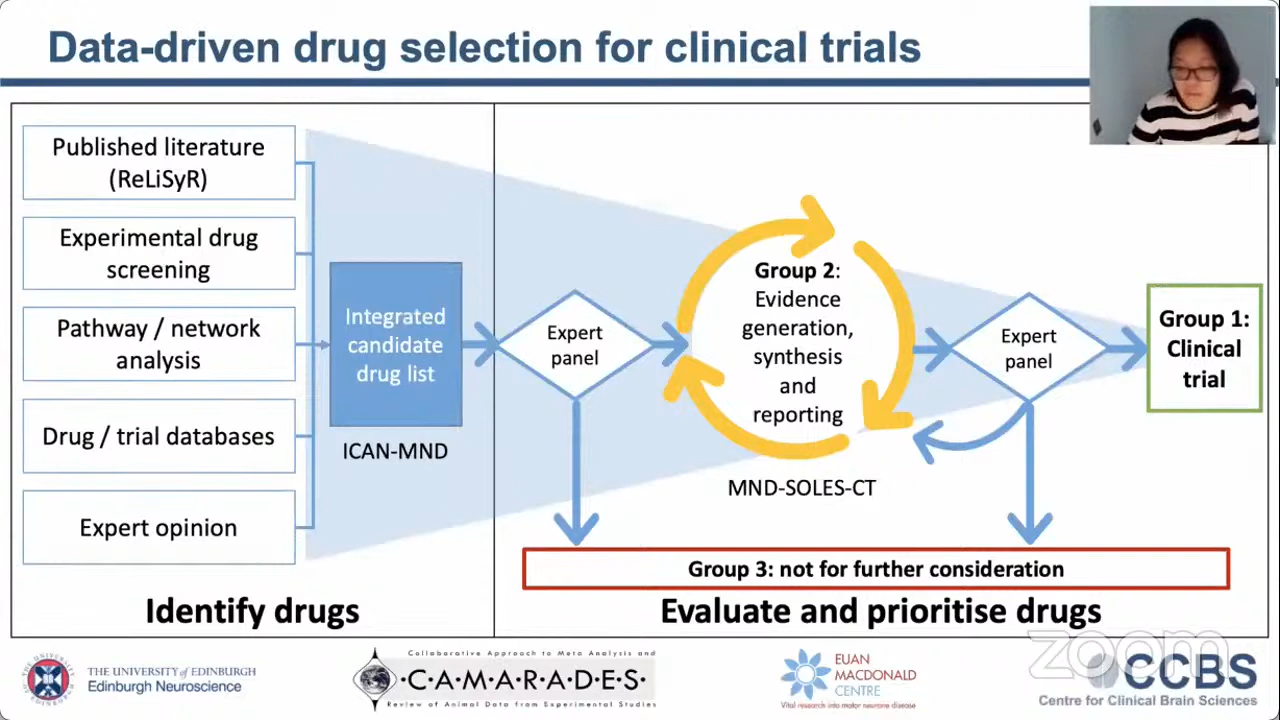 Data-driven drug selection for clinical trials
Published literature
(ReLiSyR)
Experimental drug
screening
Pathway / network
analysis
Drug / trial databases
Expert opinion
Integrated
candidate
drug list
ICAN-MND
Identify drugs
Expert
panel
Group 2:
Evidence
generation,
synthesis
and
reporting
MND-SOLES-CT
Expert
panel
Group 1:
Clinical
trial
Group 3: not for further consideration
Evaluate and prioritise drugs
zoom
THE UNIVERSITY of EDINBURGH
Edinburgh Neuroscience
Collaborative Approach to Meta Analysis and
·C·A·M·A·R·A·D·E·S·
Review of Animal Data from Experimental Studies
EUAN
MACDONALD
CENTRE
Vital research into motor neurone disease
CCBS
Centre for Clinical Brain Sciences